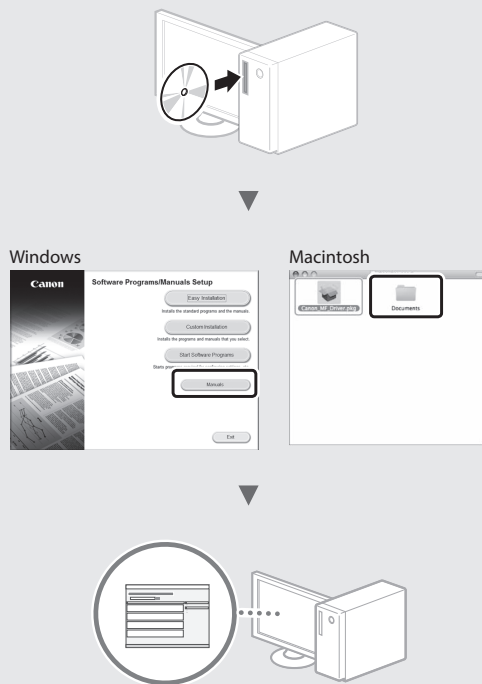 Windows
Macintosh
Canon
Software Programs/Manuals Setup
Easy Installation
Installs the standard programs and the manuals.
Custom Installation
Installs the programs and manuals that you select.
Start Software Programs
Manuals
Exit
Canon_MF_Driver.pkg
Documents